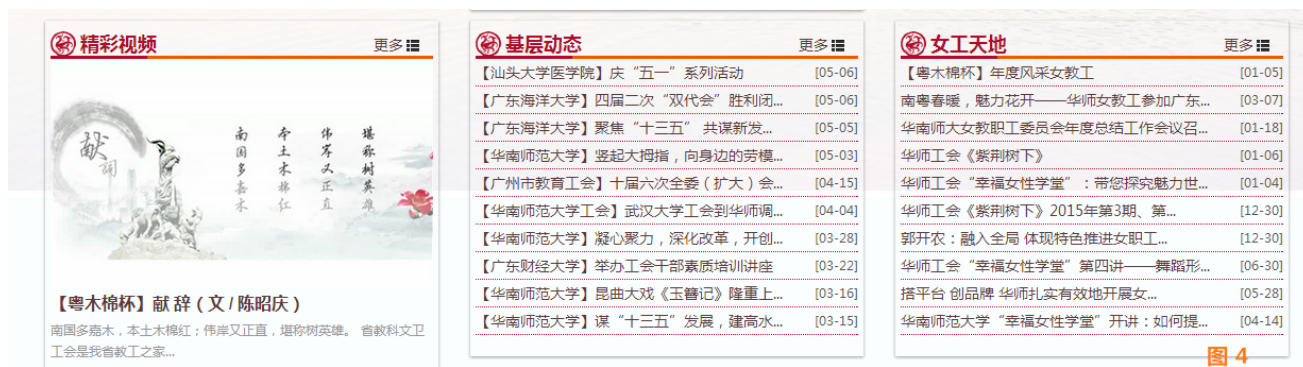 精彩视频
更多
献
词
南国多嘉木
本土木棉红
伟岸又正直
堪称树英雄
【粤木棉杯】献 辞 ( 文 / 陈昭庆 )
南国多嘉木，本土木棉红；伟岸又正直，堪称树英雄。 省教科文卫
工会是我省教工之家...
基层动态
更多
【汕头大学医学院】庆“五一”系列活动 [05-06]
【广东海洋大学】四届二次“双代会”胜利闭... [05-06]
【广东海洋大学】聚焦“十三五” 共谋新发... [05-05]
【华南师范大学】竖起大拇指，向身边的劳模... [05-03]
【广州市教育工会】十届六次全委（扩大）会... [04-15]
【华南师范大学工会】武汉大学工会到华师调... [04-04]
【华南师范大学】凝心聚力，深化改革，开创... [03-28]
【广东财经大学】举办工会干部素质培训讲座 [03-22]
【华南师范大学】昆曲大戏《玉簪记》隆重上... [03-16]
【华南师范大学】谋“十三五”发展，建高水... [03-15]
女工天地
更多
【粤木棉杯】年度风采女教工 [01-05]
南粤春暖，魅力花开——华师女教工参加广东... [03-07]
华南师大女教职工委员会年度总结工作会议召... [01-18]
华师工会《紫荆树下》 [01-06]
华师工会“幸福女性学堂”：带您探究魅力世... [01-04]
华师工会《紫荆树下》2015年第3期、第... [12-30]
郭开农：融入全局 体现特色推进女职工... [12-30]
华师工会“幸福女性学堂”第四讲——舞蹈形... [06-30]
搭平台 创品牌 华师扎实有效地开展女... [05-28]
华南师范大学“幸福女性学堂”开讲：如何提... [04-14]
图 4